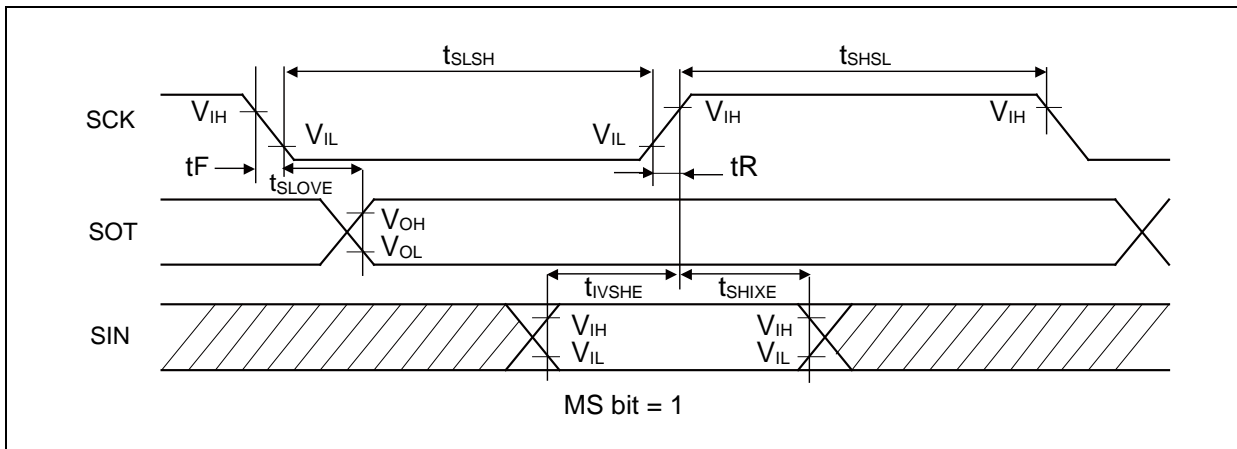 tSLSH tSHSL
SCK VIH VIL VIL VIH VIH
tF tSLOVE tR
SOT VOH
VOL
tIVSHE tSHIXE
SIN VIH VIH
VIL VIL
MS bit = 1